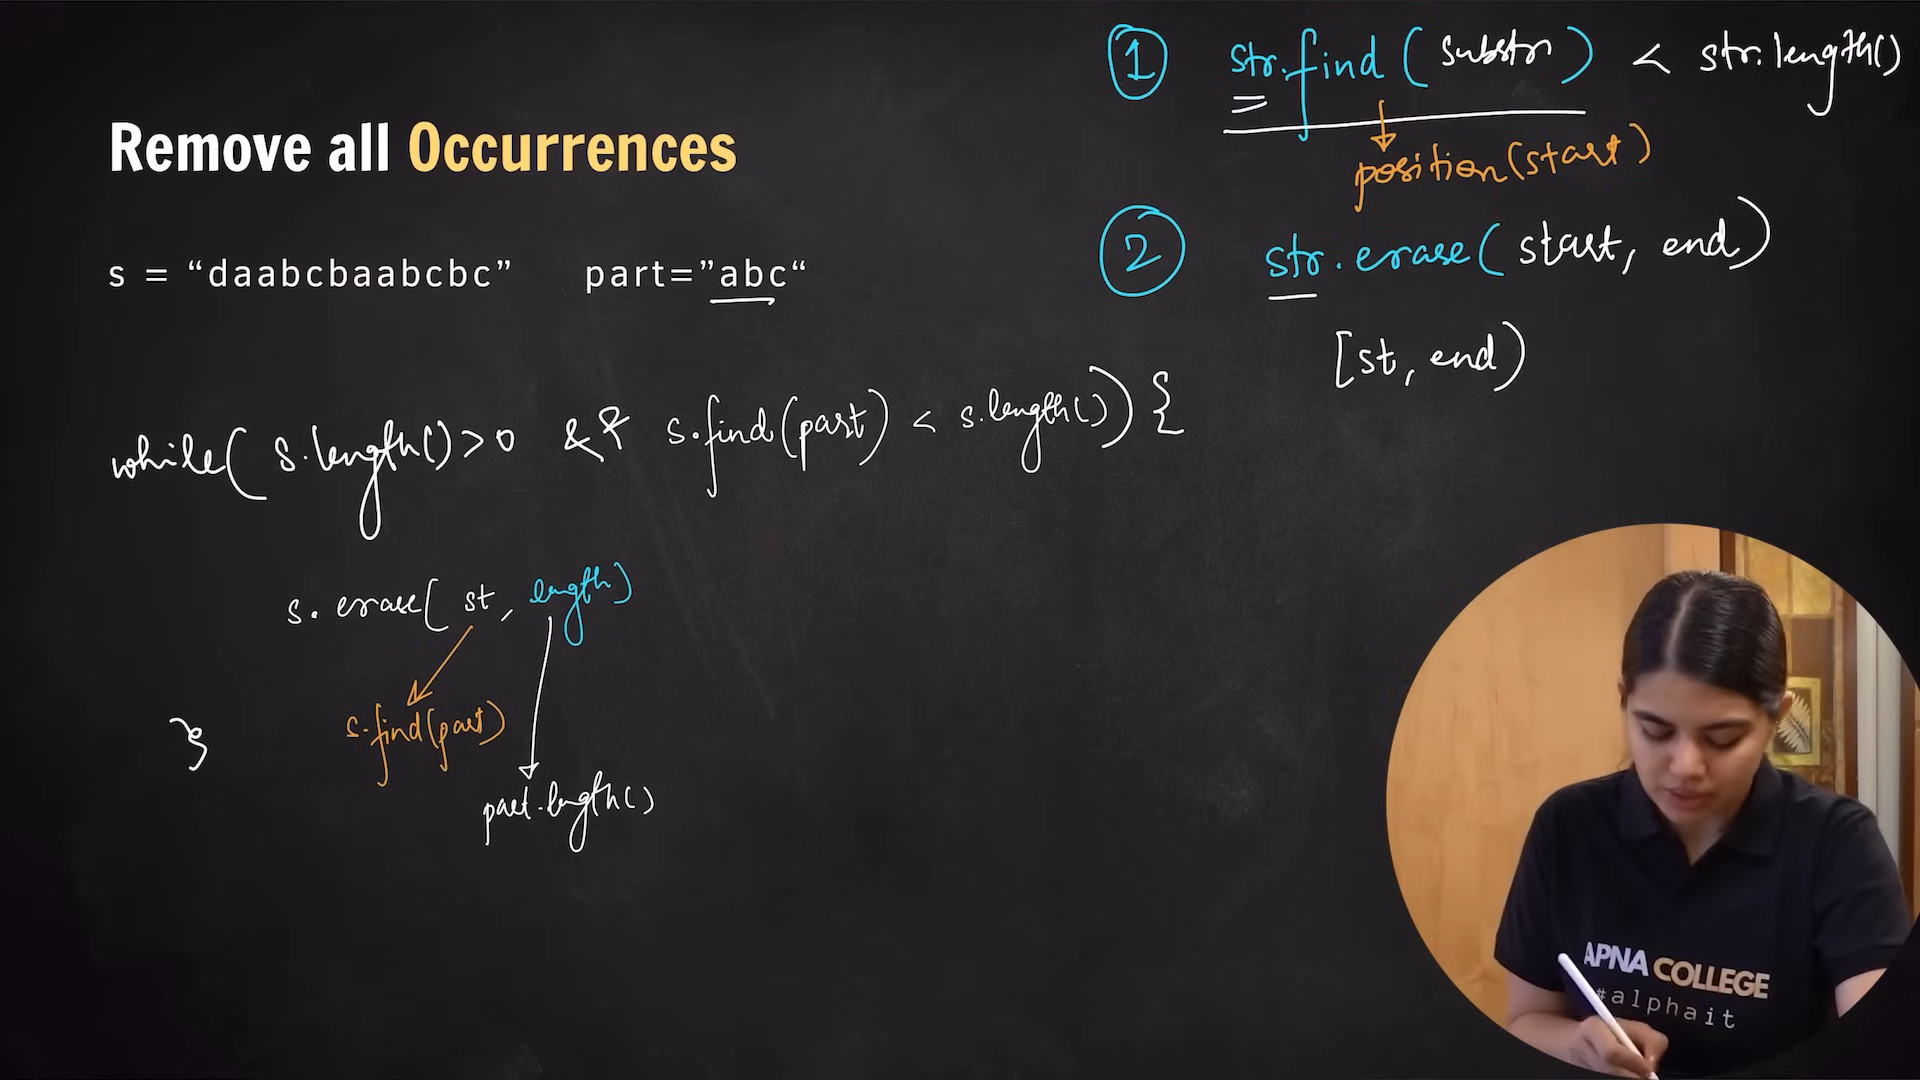 Remove all Occurrences
s = “daabcbaabcbc” part=”abc“
while( s.length()>0 && s.find(part) < s.length()) {
s.erase( st, length)
s.find(part)
part.length()
}
1 str.find(substr) < str.length()
position(start)
2 str.erase( start, end)
[st, end)
APNA COLLEGE
#alphait